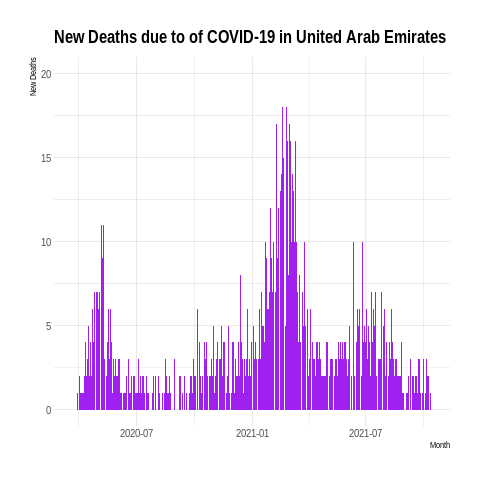 New Deaths due to of COVID-19 in United Arab Emirates
New Deaths
20
15
10
5
0
2020-07
2021-01
2021-07
Month